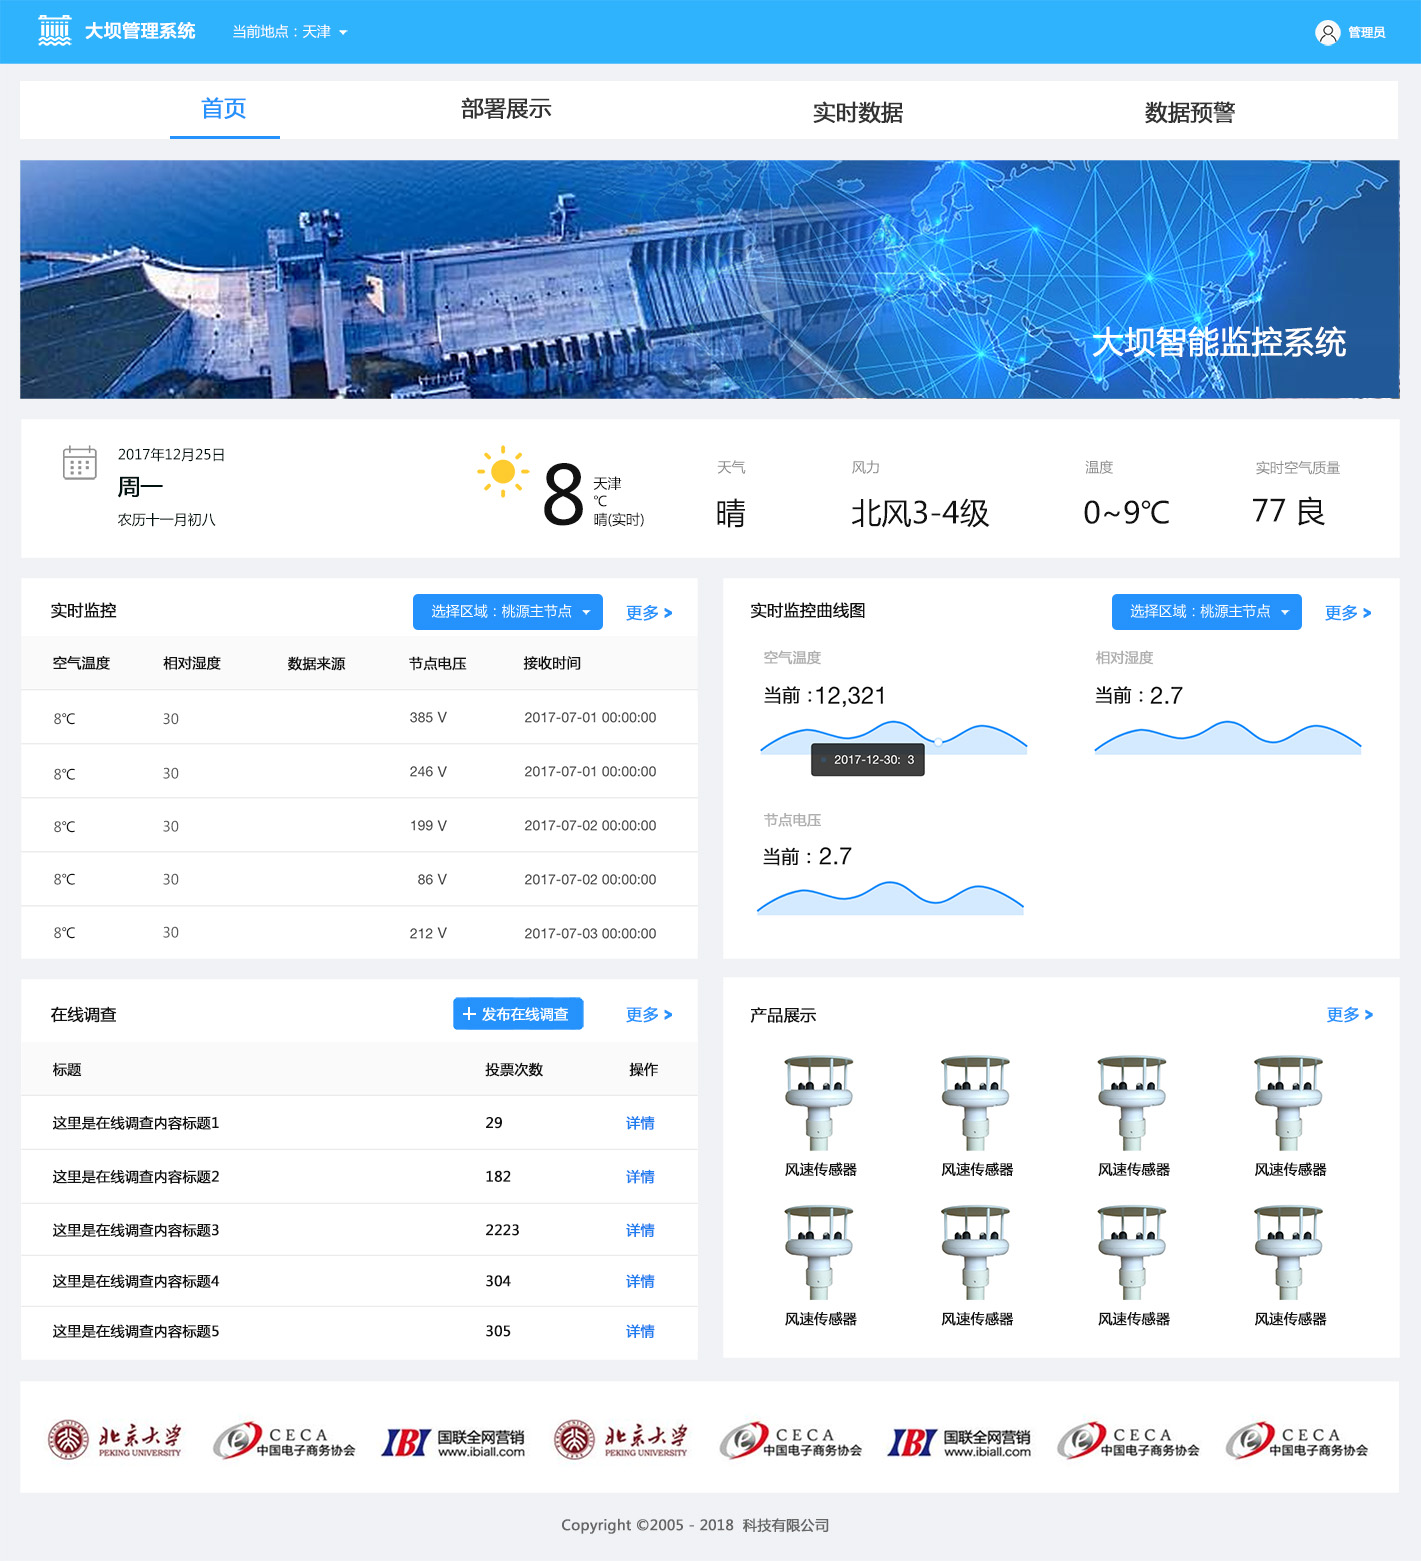 大坝管理系统 当前地点：天津 管理员
首页 部署展示 实时数据 数据预警
大坝智能监控系统
2017年12月25日
周一
农历十一月初八
8
天津
℃
晴(实时)
天气 风力 温度 实时空气质量
晴 北风3-4级 0~9℃ 77 良
实时监控 选择区域：桃源主节点 更多 >
空气温度 相对湿度 数据来源 节点电压 接收时间
8℃ 30 385 V 2017-07-01 00:00:00
8℃ 30 246 V 2017-07-01 00:00:00
8℃ 30 199 V 2017-07-02 00:00:00
8℃ 30 86 V 2017-07-02 00:00:00
8℃ 30 212 V 2017-07-03 00:00:00
实时监控曲线图 选择区域：桃源主节点 更多 >
空气温度 相对湿度
当前：12,321 当前：2.7
2017-12-30: 3
节点电压
当前：2.7
在线调查 + 发布在线调查 更多 >
标题 投票次数 操作
这里是在线调查内容标题1 29 详情
这里是在线调查内容标题2 182 详情
这里是在线调查内容标题3 2223 详情
这里是在线调查内容标题4 304 详情
这里是在线调查内容标题5 305 详情
产品展示 更多 >
风速传感器 风速传感器 风速传感器 风速传感器
风速传感器 风速传感器 风速传感器 风速传感器
北京大学 PEKING UNIVERSITY
CECA 中国电子商务协会
IBI 国联全网营销 www.ibiall.com
北京大学 PEKING UNIVERSITY
CECA 中国电子商务协会
IBI 国联全网营销 www.ibiall.com
CECA 中国电子商务协会
CECA 中国电子商务协会
Copyright ©2005 - 2018 科技有限公司